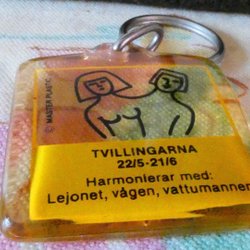 © MASTER PLASTIC
TVILLINGARNA
22/5-21/6
Harmonierar med:
Lejonet, vågen, vattumannen